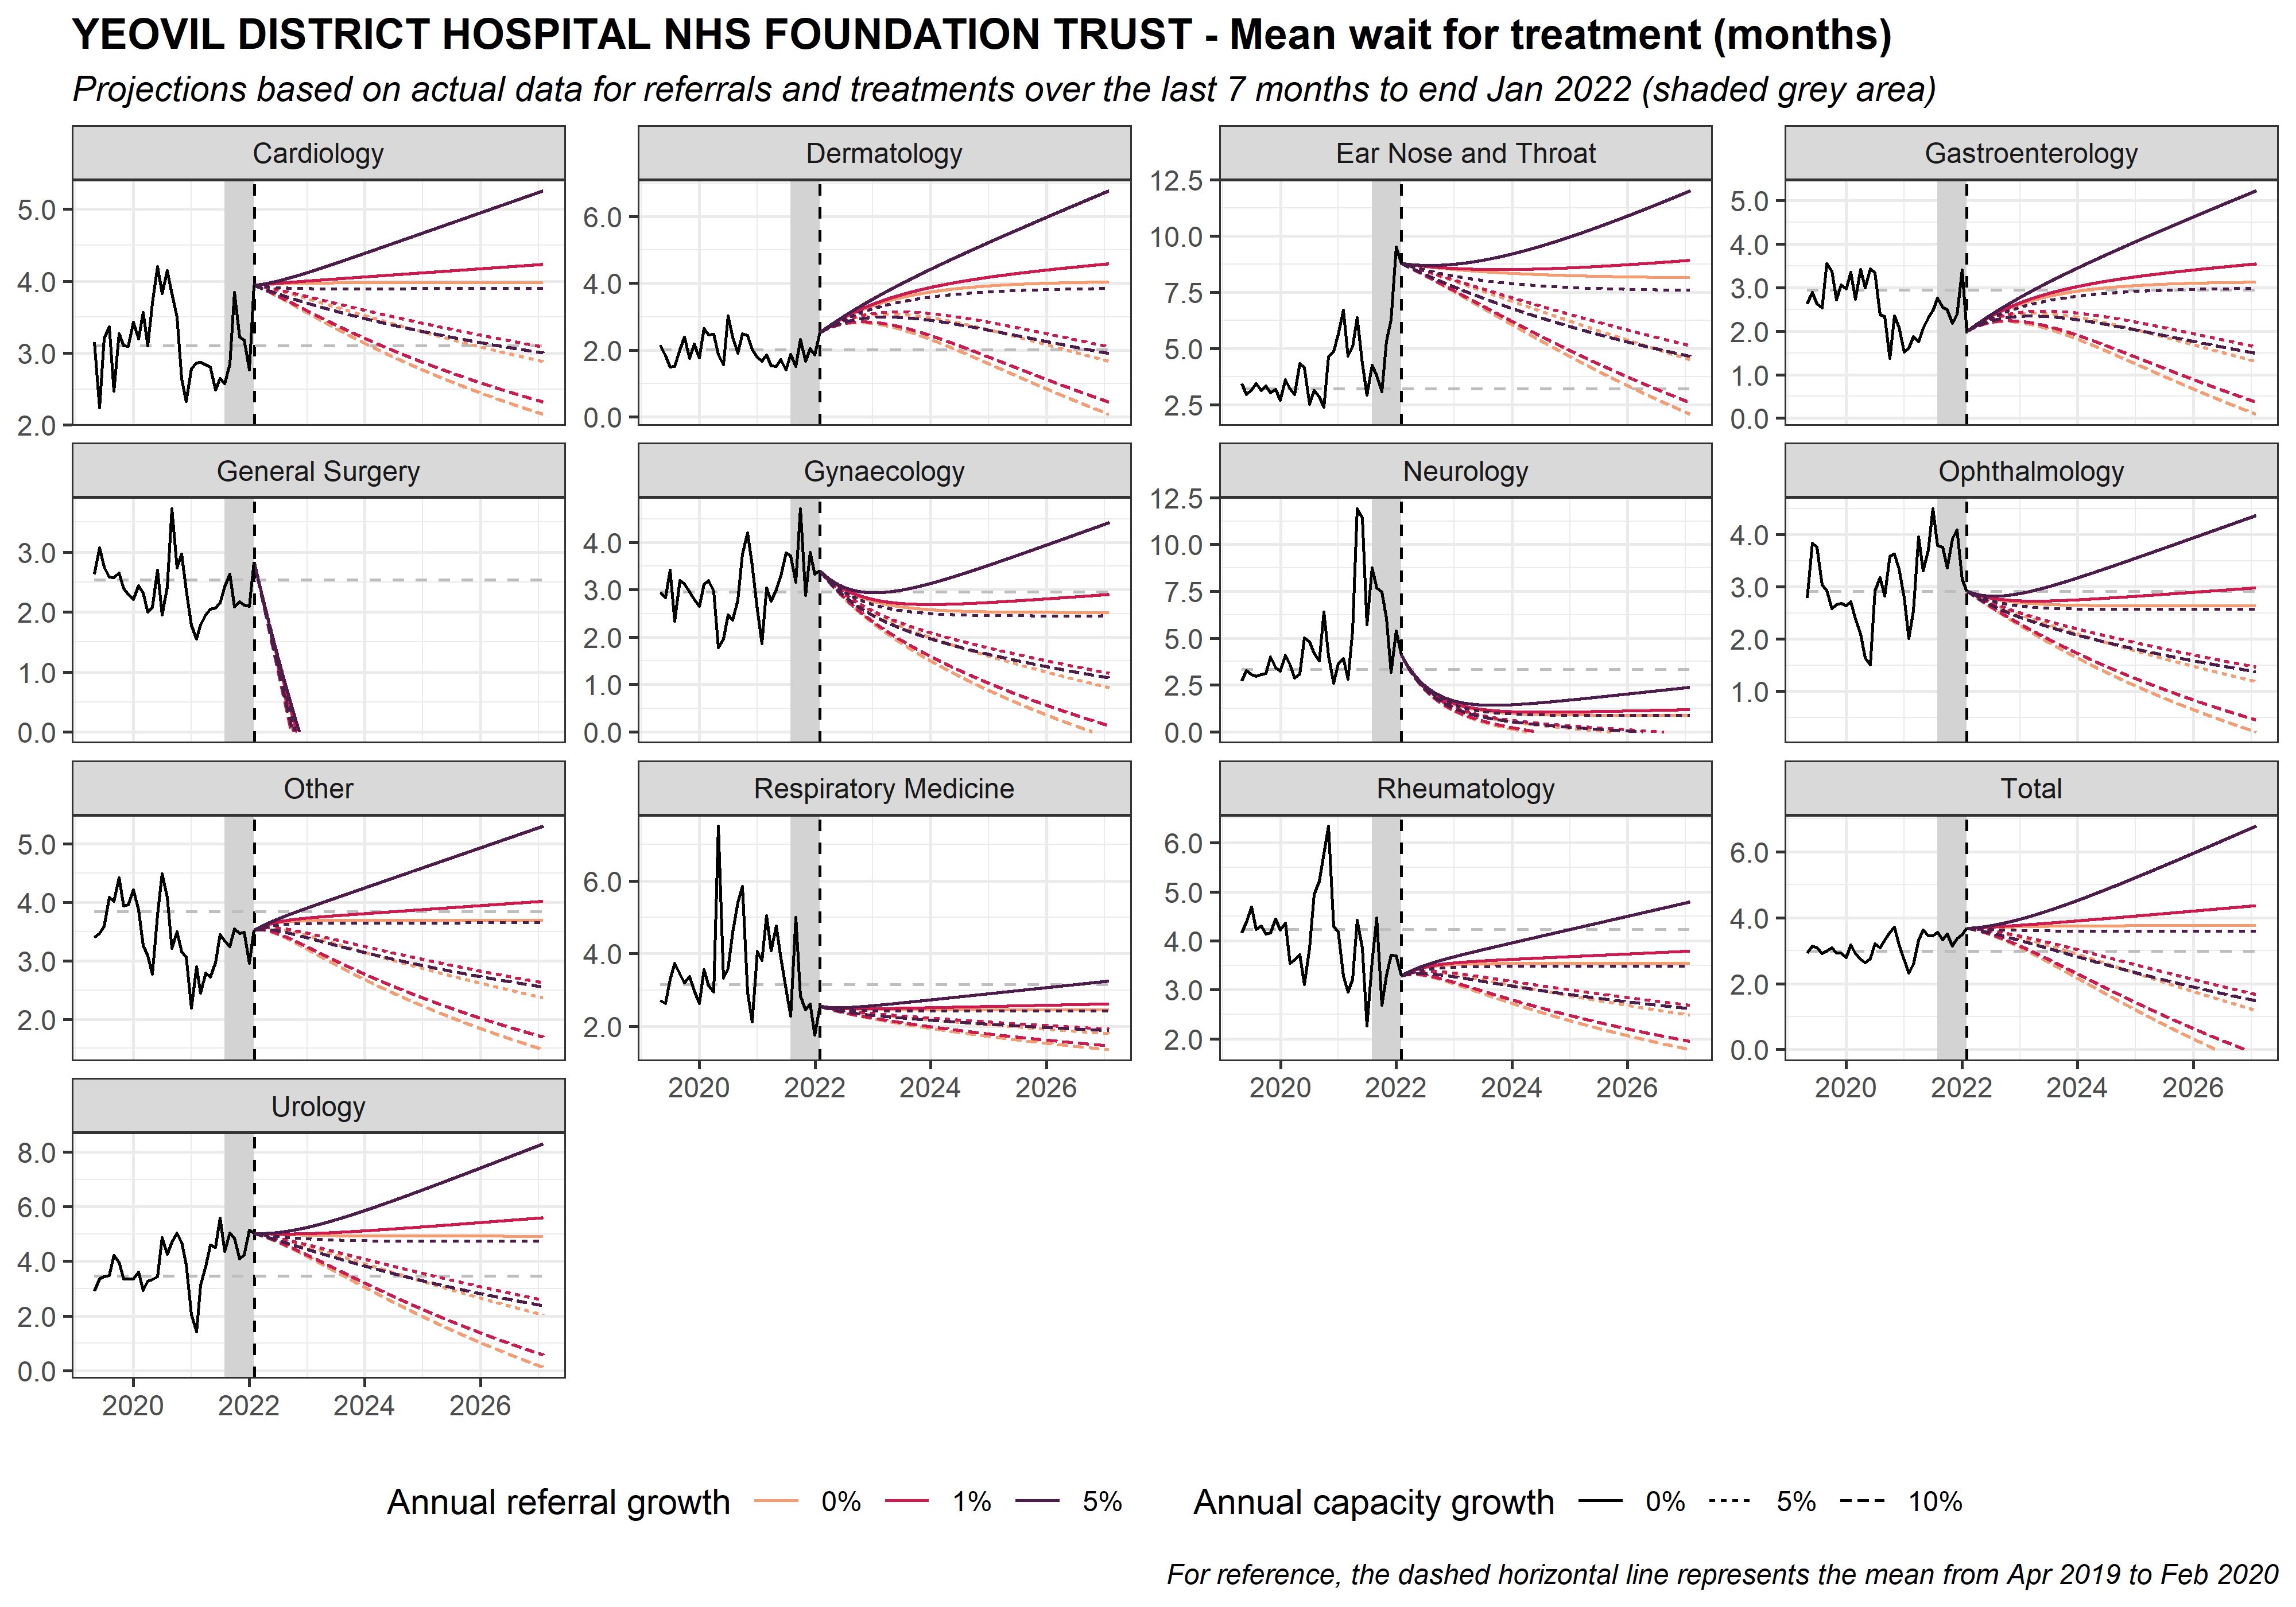 YEOVIL DISTRICT HOSPITAL NHS FOUNDATION TRUST - Mean wait for treatment (months)
Projections based on actual data for referrals and treatments over the last 7 months to end Jan 2022 (shaded grey area)
Cardiology
5.0
4.0
3.0
2.0
Dermatology
6.0
4.0
2.0
0.0
Ear Nose and Throat
12.5
10.0
7.5
5.0
2.5
Gastroenterology
5.0
4.0
3.0
2.0
1.0
0.0
General Surgery
3.0
2.0
1.0
0.0
Gynaecology
4.0
3.0
2.0
1.0
0.0
Neurology
12.5
10.0
7.5
5.0
2.5
0.0
Ophthalmology
4.0
3.0
2.0
1.0
Other
5.0
4.0
3.0
2.0
Respiratory Medicine
6.0
4.0
2.0
2020 2022 2024 2026
Rheumatology
6.0
5.0
4.0
3.0
2.0
2020 2022 2024 2026
Total
6.0
4.0
2.0
0.0
2020 2022 2024 2026
Urology
8.0
6.0
4.0
2.0
0.0
2020 2022 2024 2026
Annual referral growth 0% 1% 5%
Annual capacity growth 0% 5% 10%
For reference, the dashed horizontal line represents the mean from Apr 2019 to Feb 2020